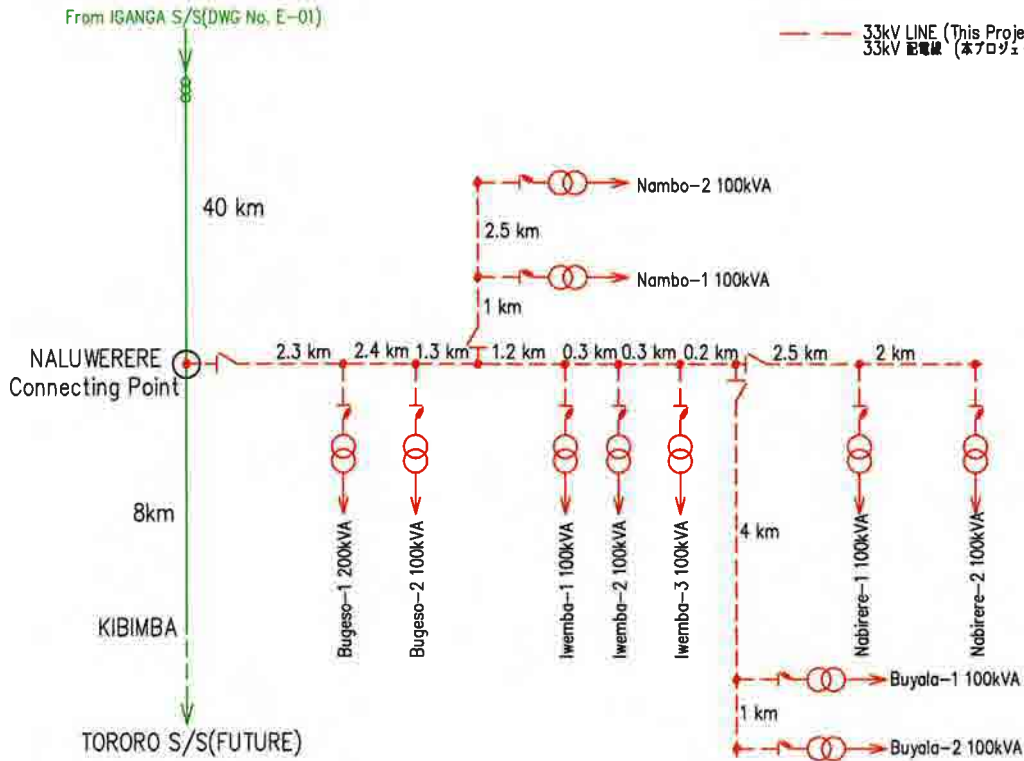 From IGANGA S/S(DWG No. E-01)
33kV LINE (This Proje
33kV 配電線 (本プロジェ
40 km
Nambo-2 100kVA
2.5 km
Nambo-1 100kVA
1 km
NALUWERERE
Connecting Point
2.3 km
2.4 km
1.3 km
1.2 km
0.3 km
0.3 km
0.2 km
2.5 km
2 km
8km
4 km
Bugeso-1 200kVA
Bugeso-2 100kVA
Iwemba-1 100kVA
Iwemba-2 100kVA
Iwemba-3 100kVA
Nabirere-1 100kVA
Nabirere-2 100KVA
KIBIMBA
Buyala-1 100kVA
1 km
TORORO S/S(FUTURE)
Buyala-2 100kVA